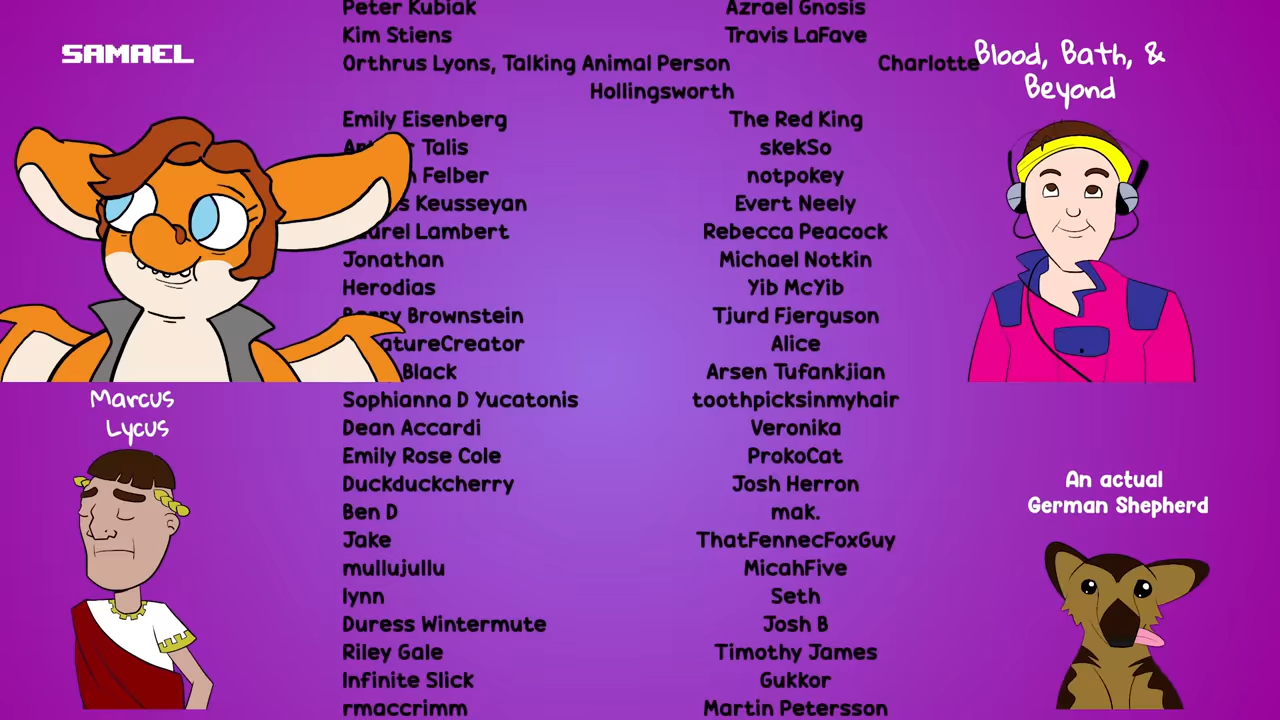 Peter Kubiak Azrael Gnosis
Kim Stiens Travis LaFave
SAMAEL
Orthrus Lyons, Talking Animal Person Charlotte
Hollingsworth
Blood, Bath, &
Beyond
Emily Eisenberg The Red King
Talis skekSo
Felber notpokey
Keusseyan Evert Neely
Lambert Rebecca Peacock
Jonathan Michael Notkin
Herodias Yib McYib
Brownstein Tjurd Fjerguson
Alice
Black Arsen Tufankjian
Marcus
Lycus
Sophianna D Yucatonis toothpicksinmyhair
Dean Accardi Veronika
Emily Rose Cole ProkoCat
Duckduckcherry Josh Herron
An actual
German Shepherd
Ben D mak.
Jake ThatFennecFoxGuy
mullujullu MicahFive
lynn Seth
Duress Wintermute Josh B
Riley Gale Timothy James
Infinite Slick Gukkor
rmaccrimm Martin Petersson